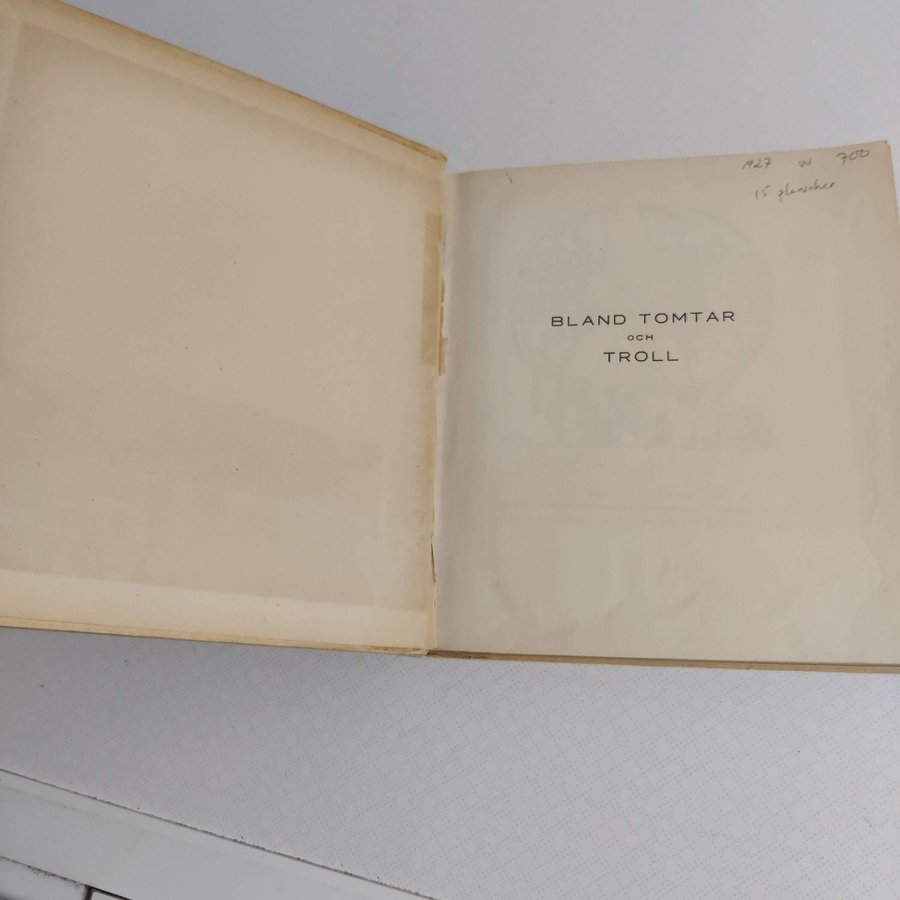 1927 W 700
15 planscher
BLAND TOMTAR
OCH
TROLL